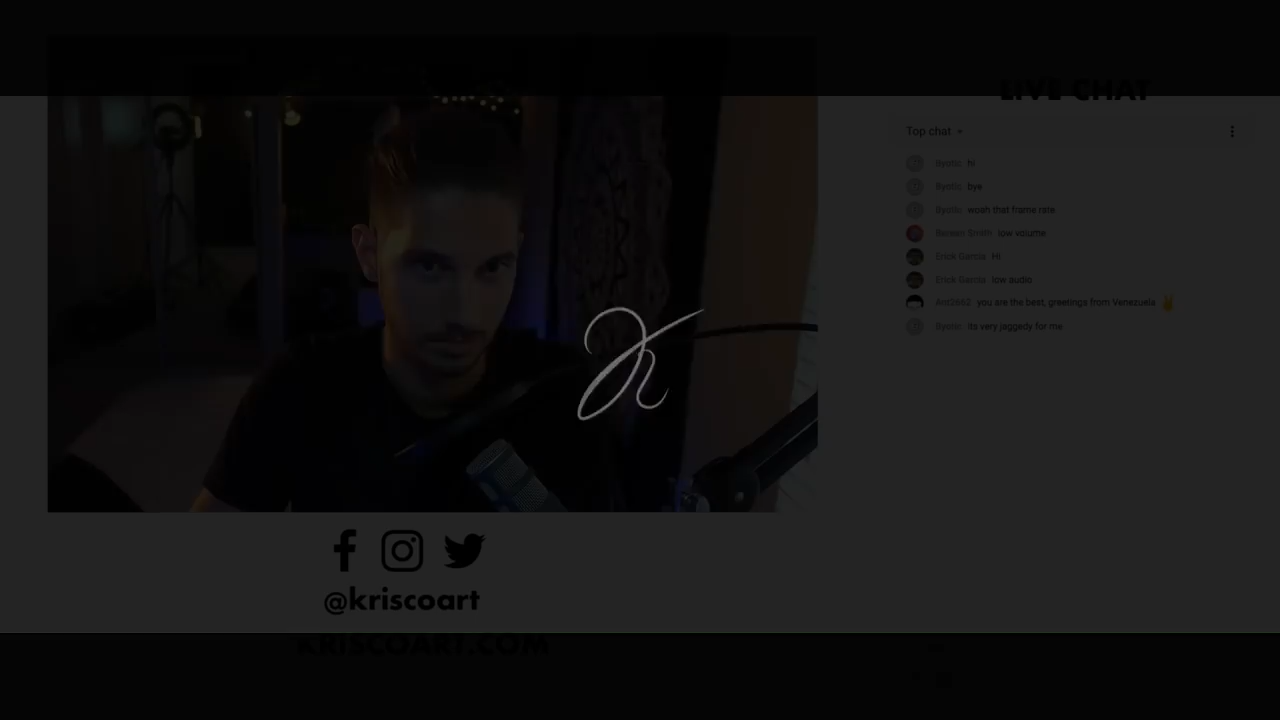 LIVE CHAT
Top chat
Byotic hi
Byotic bye
Byotic woah that frame rate
Smith low volume
Erick Garcia Hi
Erick Garcia low audio
Ant2662 you are the best, greetings from Venezuela ✌
Byotic Its very jaggedy for me
K
@kriscoart
KRISCOART.COM